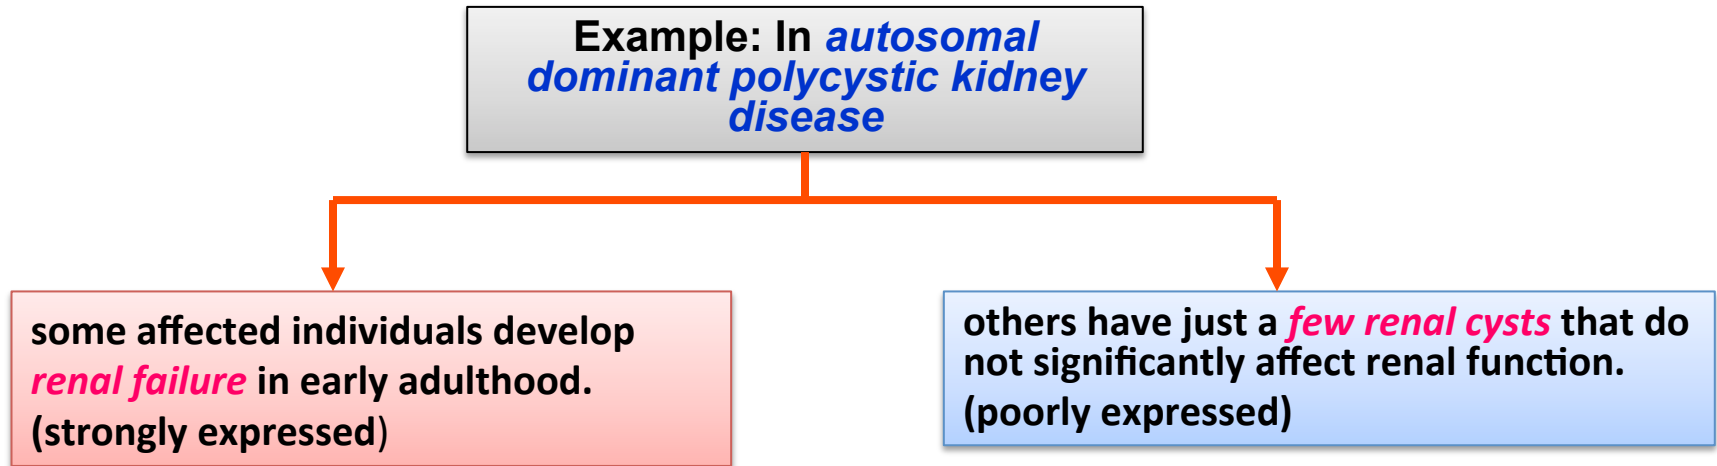 Example: In autosomal
dominant polycystic kidney
disease
some affected individuals develop
renal failure in early adulthood.
(strongly expressed)
others have just a few renal cysts that do
not significantly affect renal function.
(poorly expressed)